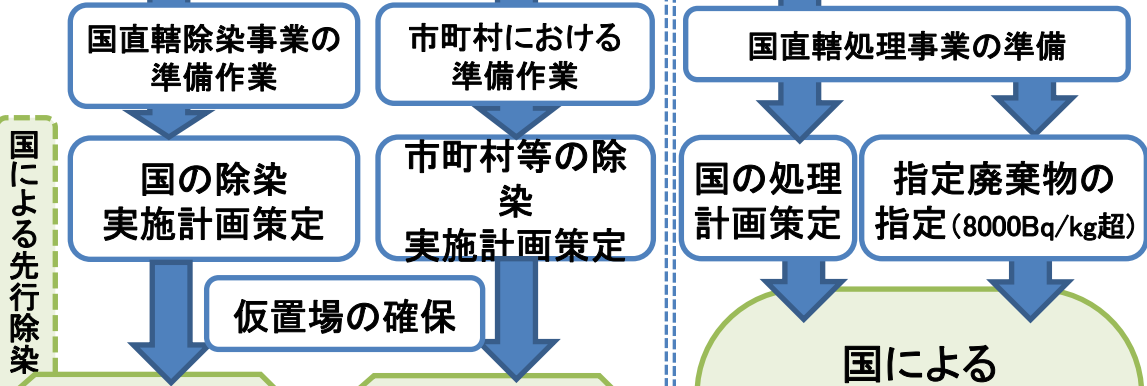 国直轄除染事業の
準備作業
市町村における
準備作業
国直轄処理事業の準備
国による先行除染
国の除染
実施計画策定
市町村等の除
染
実施計画策定
国の処理
計画策定
指定廃棄物の
指定(8000Bq/kg超)
仮置場の確保
国による